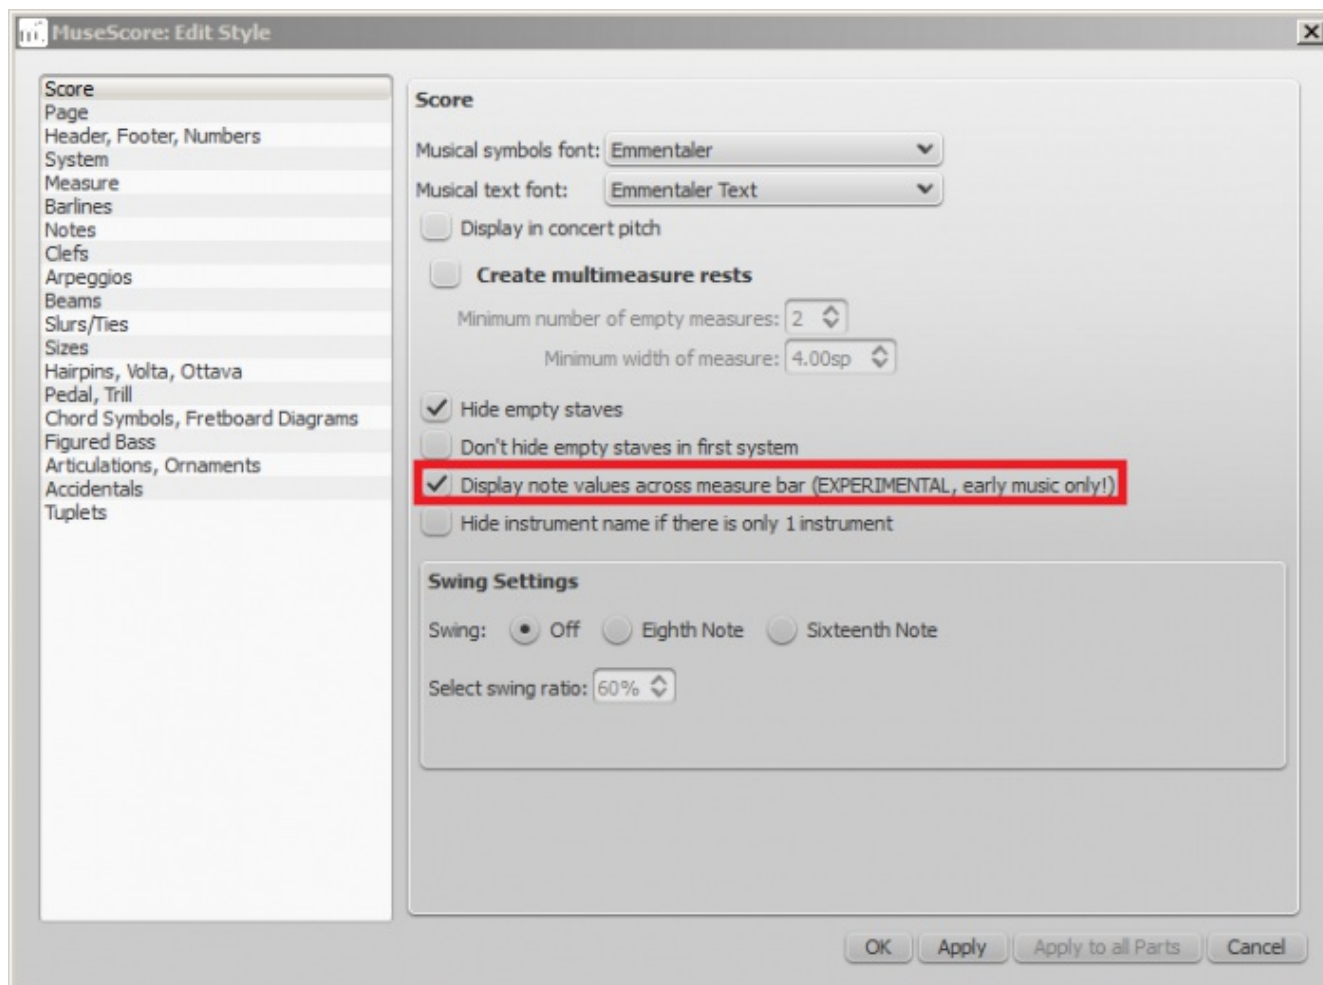 MuseScore: Edit Style
Score
Page
Header, Footer, Numbers
System
Measure
Barlines
Notes
Clefs
Arpeggios
Beams
Slurs/Ties
Sizes
Hairpins, Volta, Ottava
Pedal, Trill
Chord Symbols, Fretboard Diagrams
Figured Bass
Articulations, Ornaments
Accidentals
Tuplets
Score
Musical symbols font: Emmentaler
Musical text font: Emmentaler Text
Display in concert pitch
Create multimeasure rests
Minimum number of empty measures: 2
Minimum width of measure: 4.00sp
Hide empty staves
Don't hide empty staves in first system
Display note values across measure bar (EXPERIMENTAL, early music only!)
Hide instrument name if there is only 1 instrument
Swing Settings
Swing: Off Eighth Note Sixteenth Note
Select swing ratio: 60%
OK Apply Apply to all Parts Cancel